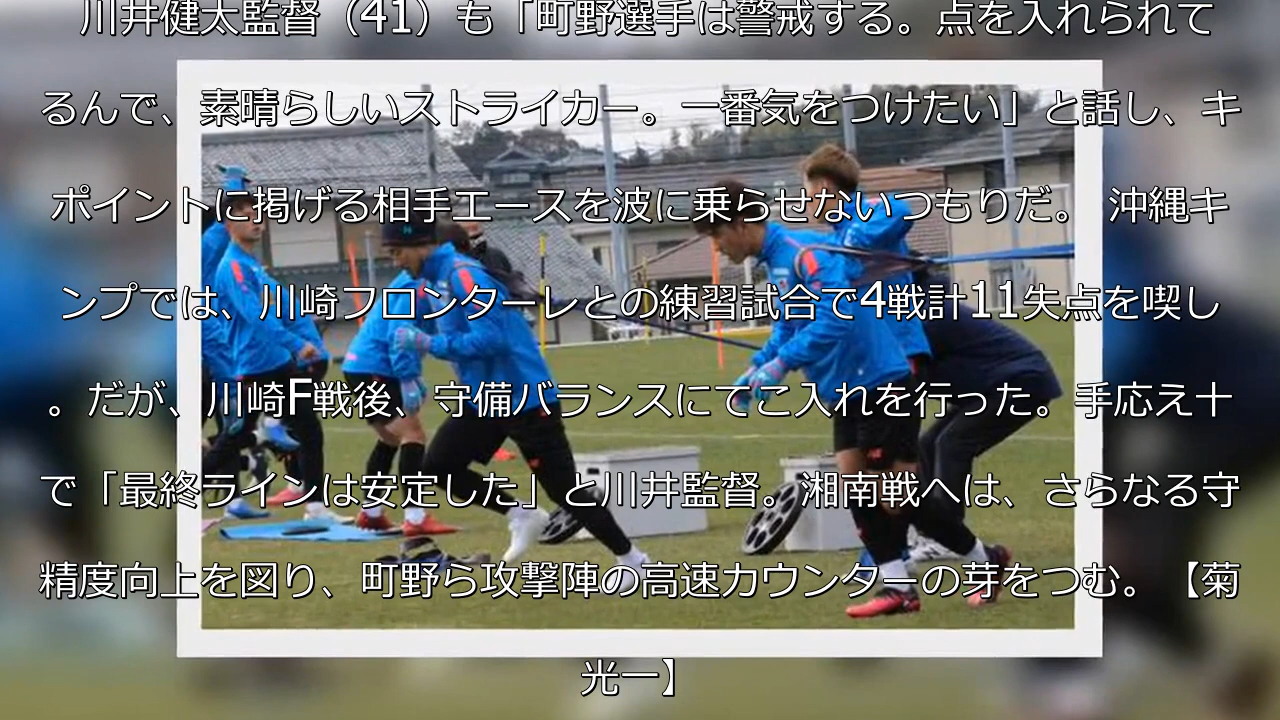 川井健太監督（41）も「町野選手は警戒する。点を入れられて
るんで、素晴らしいストライカー。一番気をつけたい」と話し、キ
ポイントに掲げる相手エースを波に乗らせないつもりだ。 沖縄キ
ンプでは、川崎フロンターレとの練習試合で4戦計11失点を喫し
。だが、川崎F戦後、守備バランスにてこ入れを行った。手応え十
で「最終ラインは安定した」と川井監督。湘南戦へは、さらなる守
精度向上を図り、町野ら攻撃陣の高速カウンターの芽をつむ。【菊
光一】